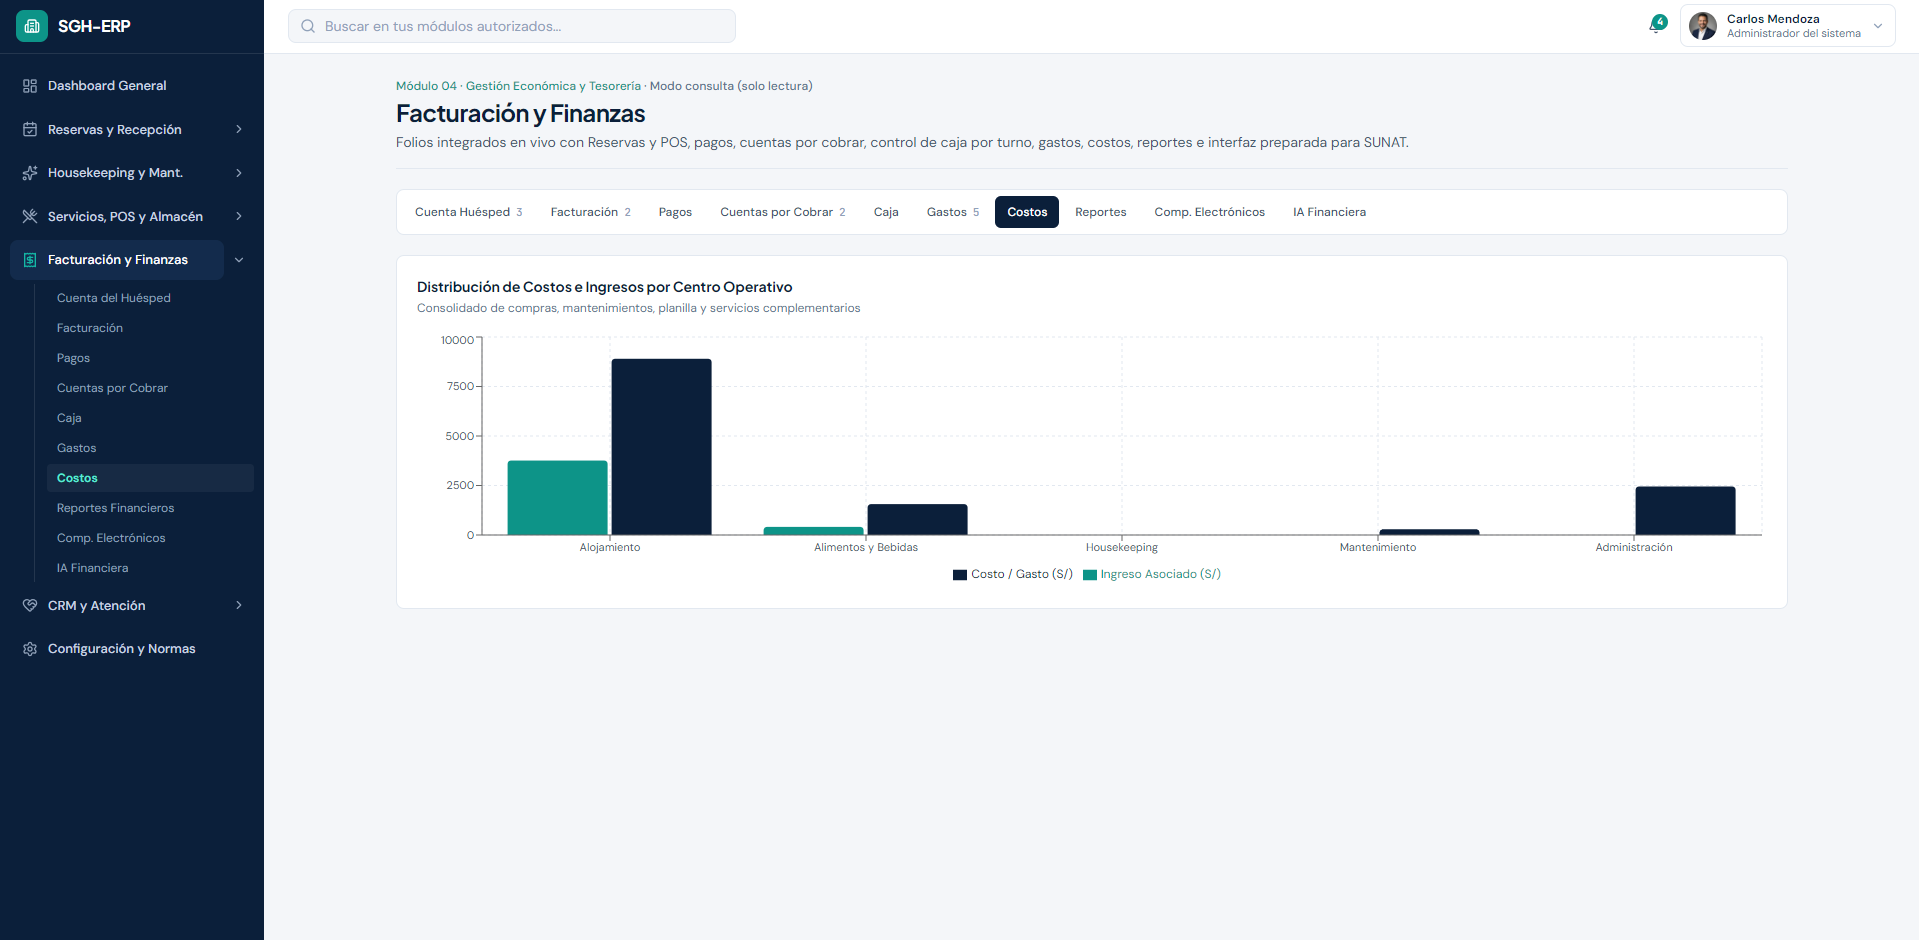 SGH-ERP
Buscar en tus módulos autorizados...
4
Carlos Mendoza
Administrador del sistema
Dashboard General
Reservas y Recepción
Housekeeping y Mant.
Servicios, POS y Almacén
Facturación y Finanzas
Cuenta del Huésped
Facturación
Pagos
Cuentas por Cobrar
Caja
Gastos
Costos
Reportes Financieros
Comp. Electrónicos
IA Financiera
CRM y Atención
Configuración y Normas
Módulo 04 · Gestión Económica y Tesorería · Modo consulta (solo lectura)
Facturación y Finanzas
Folios integrados en vivo con Reservas y POS, pagos, cuentas por cobrar, control de caja por turno, gastos, costos, reportes e interfaz preparada para SUNAT.
Cuenta Huésped 3 Facturación 2 Pagos Cuentas por Cobrar 2 Caja Gastos 5 Costos Reportes Comp. Electrónicos IA Financiera
Distribución de Costos e Ingresos por Centro Operativo
Consolidado de compras, mantenimientos, planilla y servicios complementarios
10000
7500
5000
2500
0
Alojamiento Alimentos y Bebidas Housekeeping Mantenimiento Administración
Costo / Gasto (S/) Ingreso Asociado (S/)